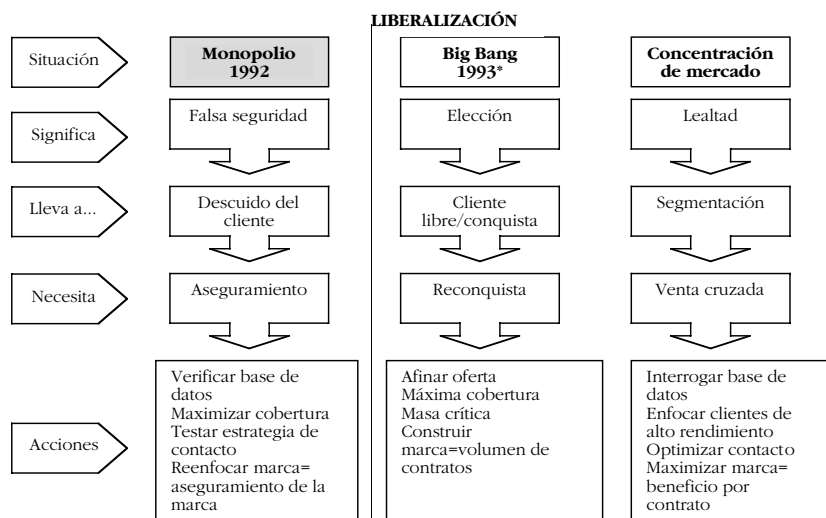 LIBERALIZACIÓN
Situación
Monopolio
1992
Big Bang
1993*
Concentración
de mercado
Significa
Falsa seguridad
Elección
Lealtad
Lleva a...
Descuido del
cliente
Cliente
libre/conquista
Segmentación
Necesita
Aseguramiento
Reconquista
Venta cruzada
Acciones
Verificar base de
datos
Maximizar cobertura
Testar estrategia de
contacto
Reenfocar marca=
aseguramiento de la
marca
Afinar oferta
Máxima cobertura
Masa crítica
Construir
marca=volumen de
contratos
Interrogar base de
datos
Enfocar clientes de
alto rendimiento
Optimizar contacto
Maximizar marca=
beneficio por
contrato